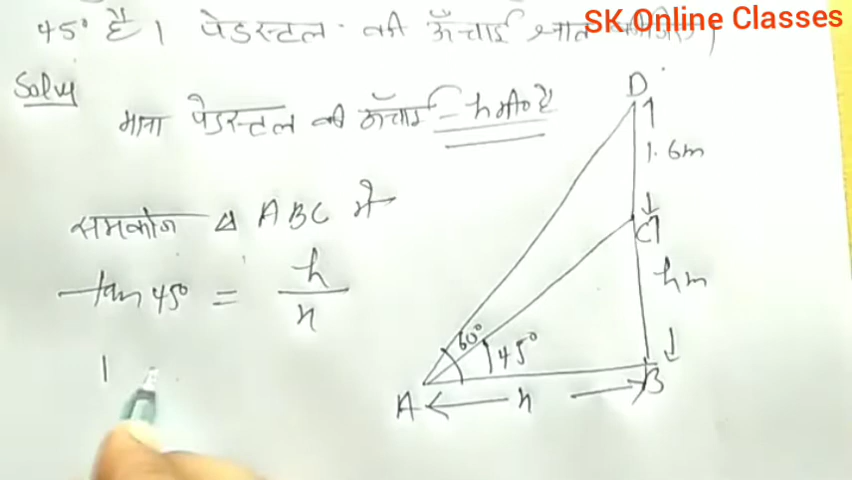 SK Online Classes
45° है। पेडस्टल की ऊँचाई ज्ञात कीजिए।
Solve
माना पेडस्टल की ऊँचाई = h मी० है
समकोण Δ ABC में
tan 45° = h/x
1
D
1.6m
C
hm
60°
45°
A
x
B